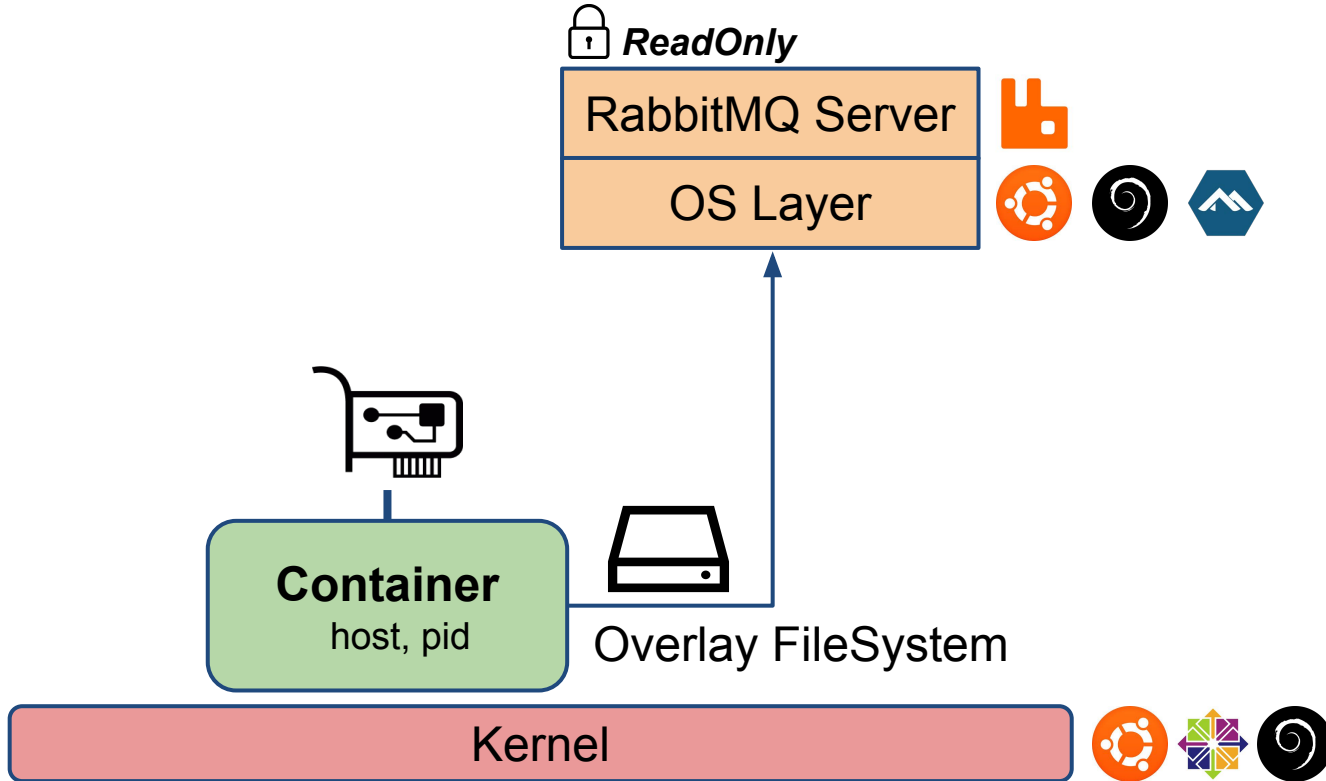 ReadOnly
RabbitMQ Server
OS Layer
Container
host, pid
Overlay FileSystem
Kernel